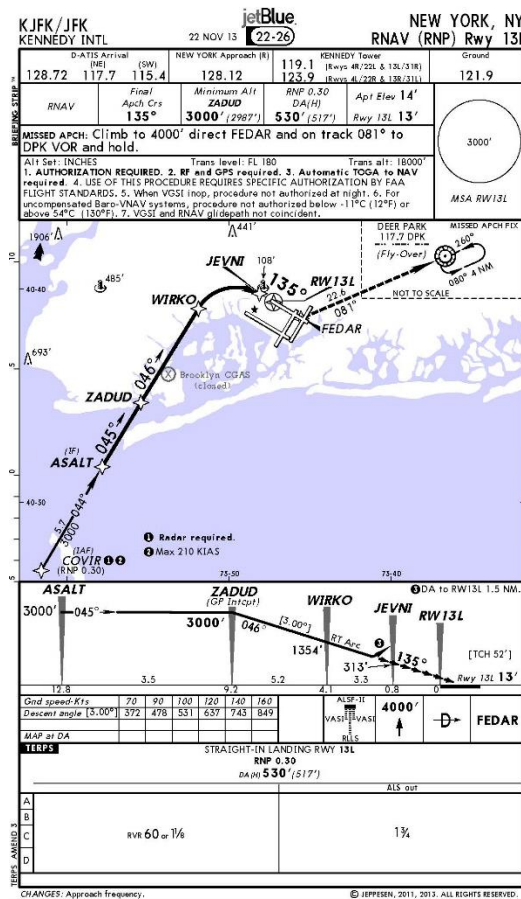 KJFK/JFK
KENNEDY INTL
jetBlue
22 NOV 13
22-26
NEW YORK, NY
RNAV (RNP) Rwy 13L
D-ATIS Arrival
(NE) (SW)
128.72 117.7 115.4
NEW YORK Approach (R)
128.12
KENNEDY Tower
119.1 (Rwys 4R/22L & 13L/31R)
123.9 (Rwys 4L/22R & 13R/31L)
Ground
121.9
BRIEFING STRIP™
RNAV
Final
Apch Crs
135°
Minimum Alt
ZADUD
3000' (2987')
RNP 0.30
DA(H)
530' (517')
Apt Elev 14'
Rwy 13L 13'
MISSED APCH: Climb to 4000' direct FEDAR and on track 081° to
DPK VOR and hold.
Alt Set: INCHES Trans level: FL 180 Trans alt: 18000'
1. AUTHORIZATION REQUIRED. 2. RF and GPS required. 3. Automatic TOGA to NAV
required. 4. USE OF THIS PROCEDURE REQUIRES SPECIFIC AUTHORIZATION BY FAA
FLIGHT STANDARDS. 5. When VGSI inop, procedure not authorized at night. 6. For
uncompensated Baro-VNAV systems, procedure not authorized below -11°C (12°F) or
above 54°C (130°F). 7. VGSI and RNAV glidepath not coincident.
3000'
MSA RW13L
1906'
441'
485'
108'
693'
10
5
0
5
40-40
40-30
73-50
73-40
JEVNI
135°
RW13L
22.6
081°
FEDAR
WIRKO
046°
Brooklyn CGAS
(closed)
ZADUD
045°
(IF)
ASALT
044°
5.7
3000
(IAF)
COVIR 1 2
(RNP 0.30)
1 Radar required.
2 Max 210 KIAS
DEER PARK
117.7 DPK
(Fly-Over)
MISSED APCH FIX
260°
080° 4 NM
NOT TO SCALE
ASALT
ZADUD
(GP Intcpt)
WIRKO
JEVNI
RW13L
3 DA to RW13L 1.5 NM.
3000' 045°
3000'
046°
[3.00°]
1354'
RT Arc
3
313'
135°
[TCH 52']
Rwy 13L 13'
12.8 3.5 9.2 5.2 4.1 3.3 0.8 0
Gnd speed-Kts 70 90 100 120 140 160
Descent angle [3.00°] 372 478 531 637 743 849
MAP at DA
ALSF-II
VASI VASI
RLLS
4000'
D
FEDAR
TERPS
STRAIGHT-IN LANDING RWY 13L
RNP 0.30
DA(H) 530' (517')
ALS out
A
B
C
D
RVR 60 or 1⅛
1¾
TERPS AMEND 3
CHANGES: Approach frequency.
© JEPPESEN, 2011, 2013. ALL RIGHTS RESERVED.